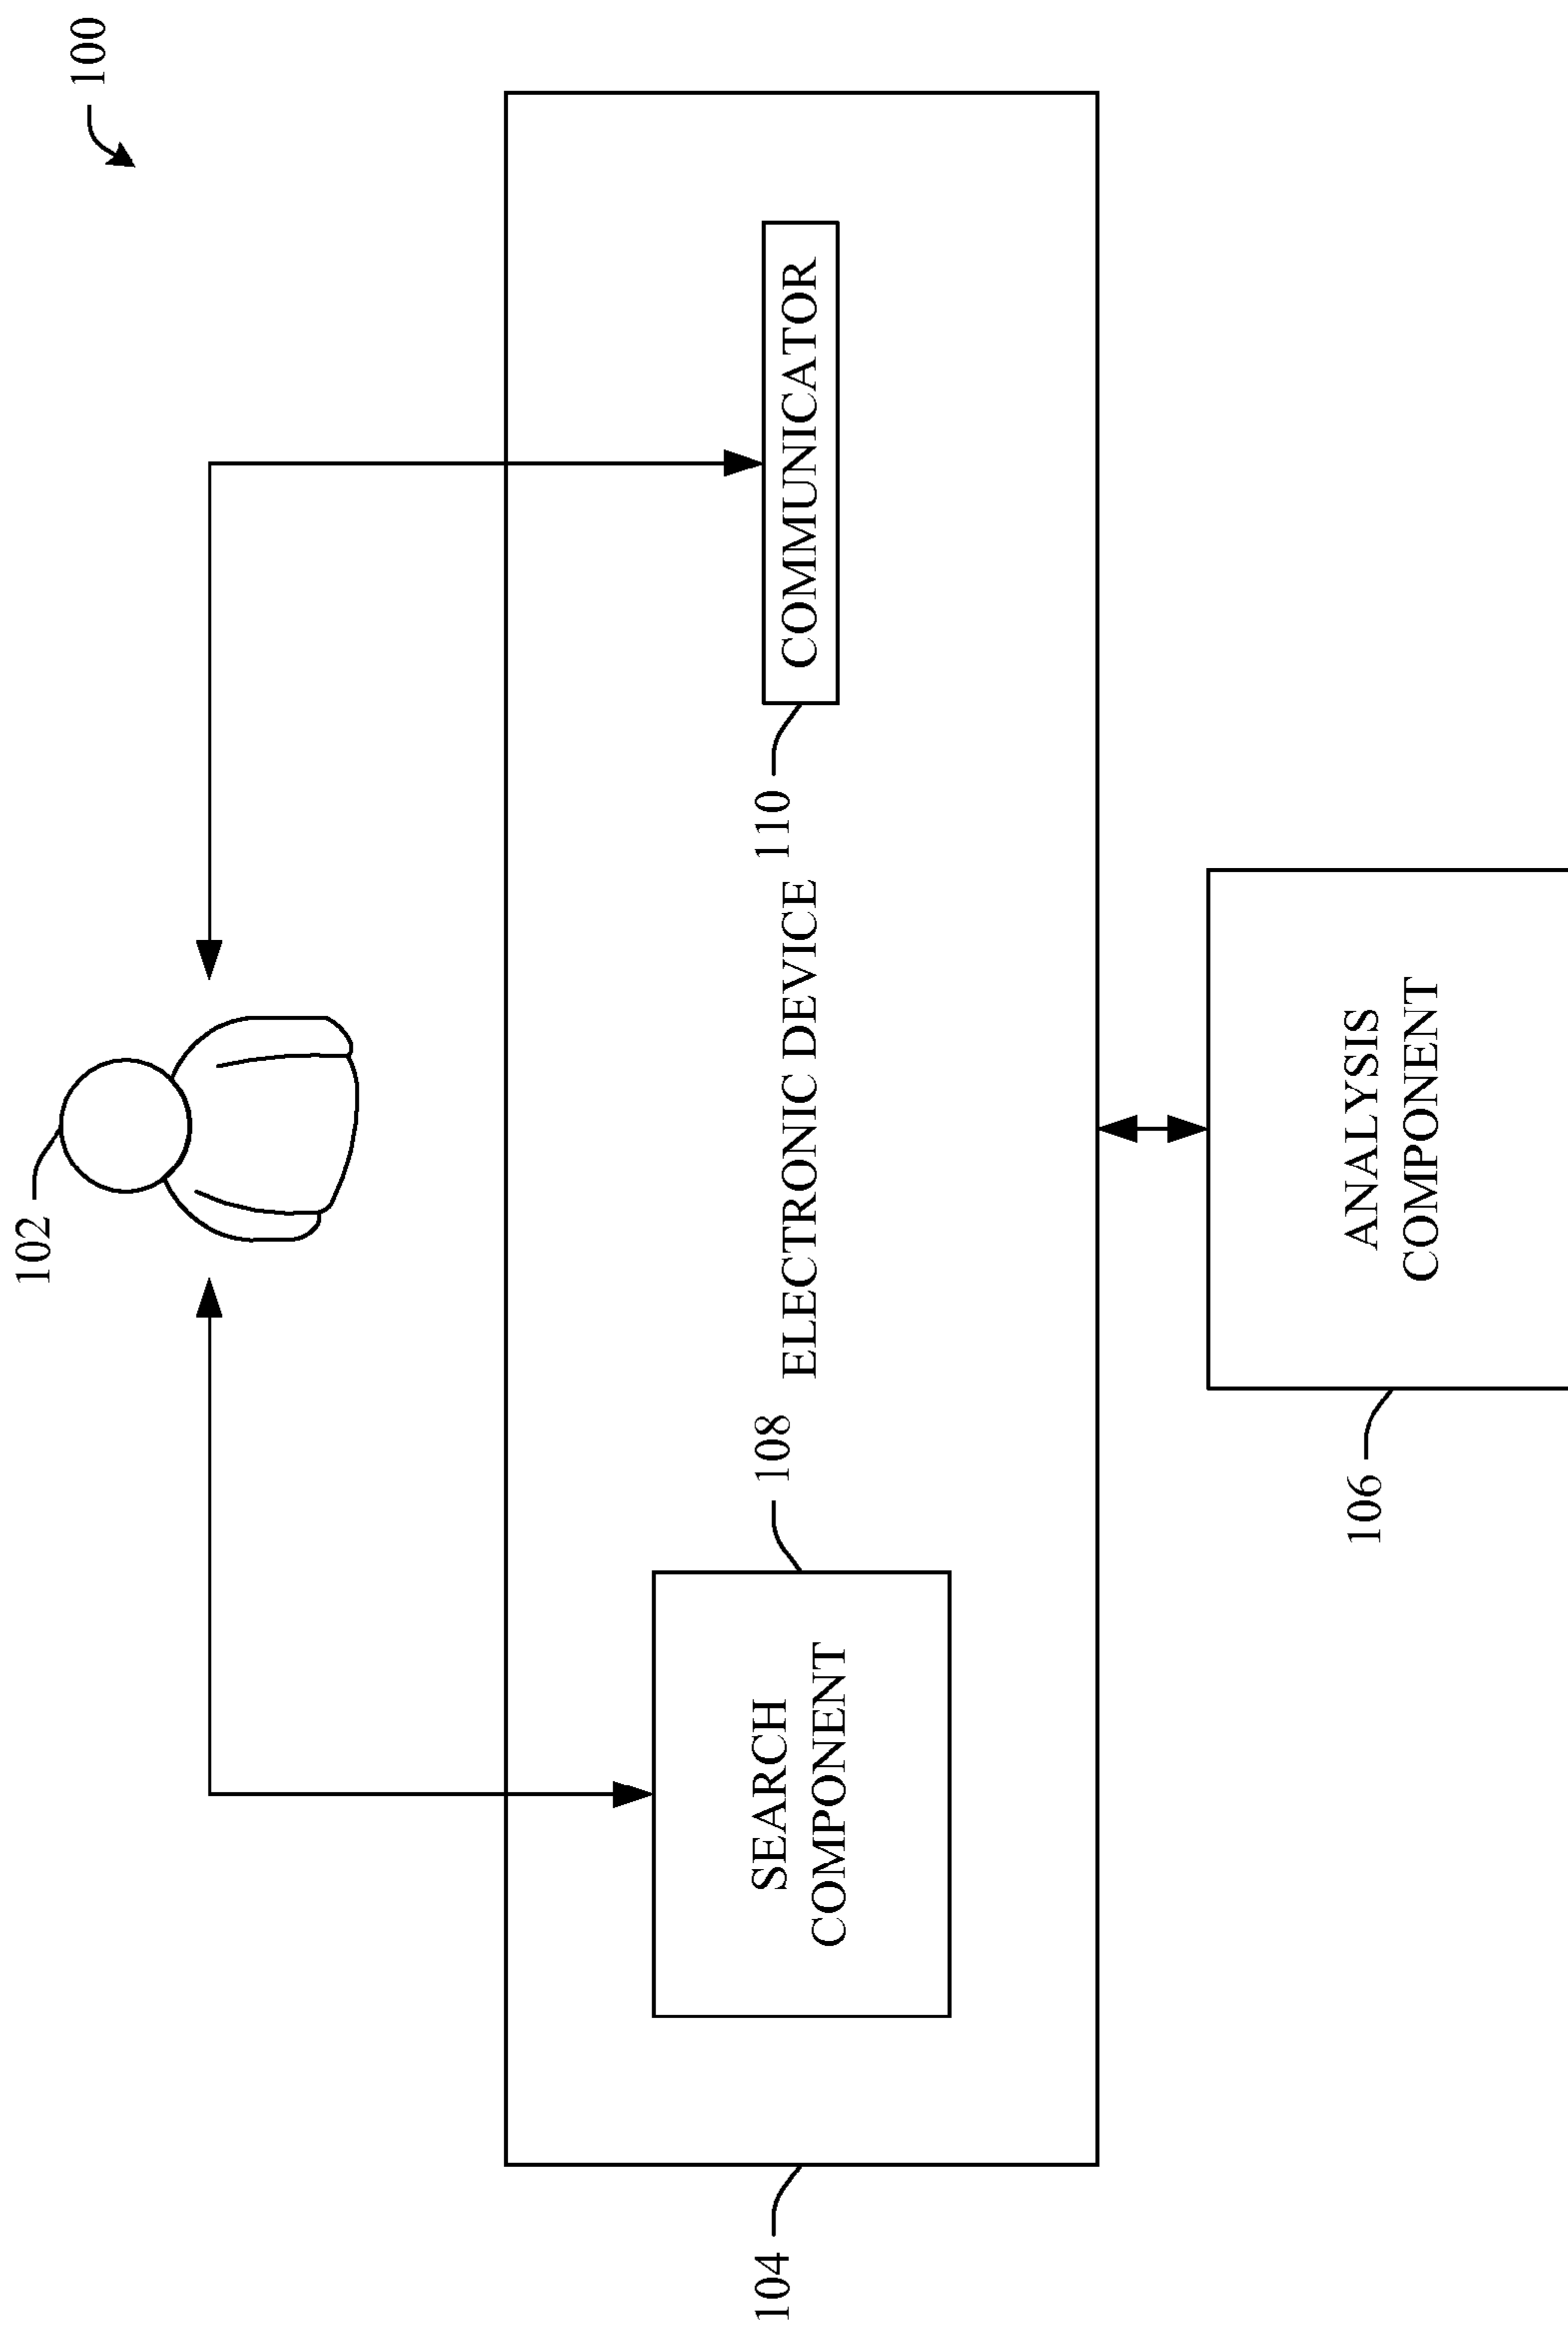 100
102
SEARCH
COMPONENT
108
ELECTRONIC DEVICE
110
COMMUNICATOR
104
106
ANALYSIS
COMPONENT